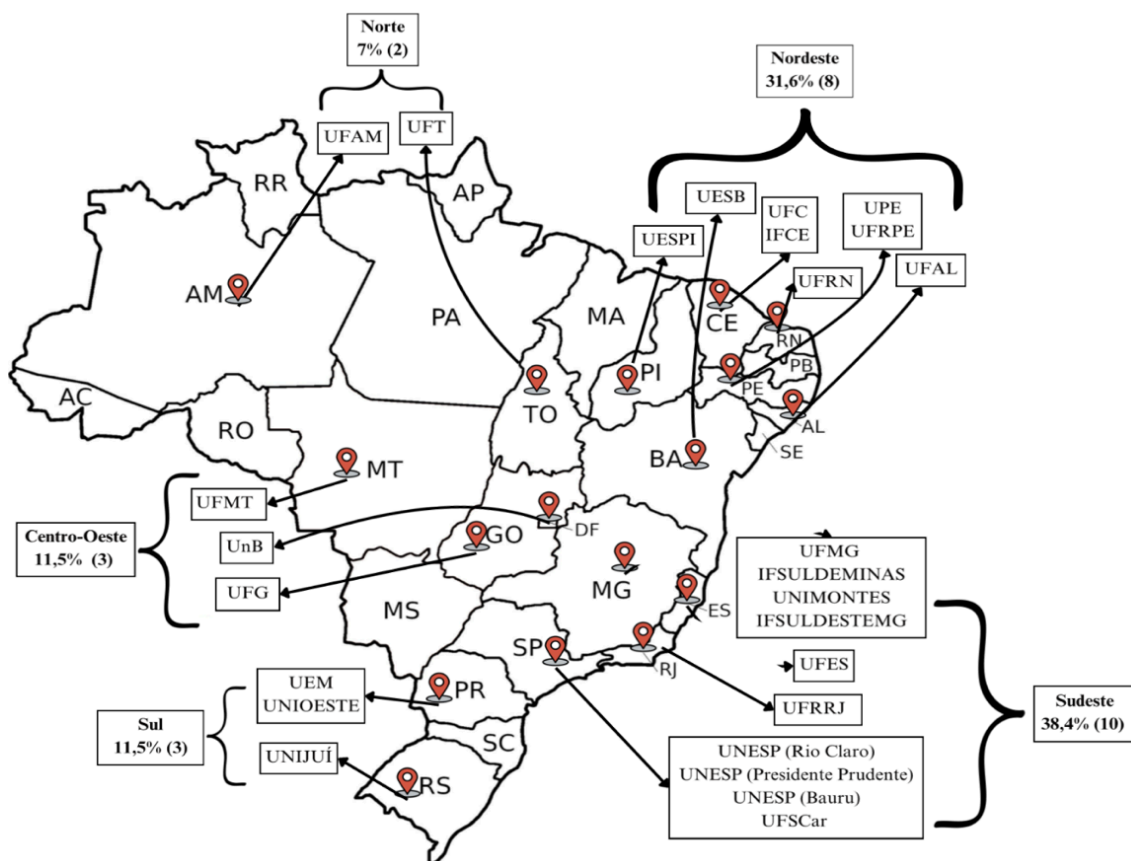 Norte
7% (2)
Nordeste
31,6% (8)
UFAM
UFT
RR
AP
UESB
UFC
IFCE
UPE
UFRPE
UESPI
UFRN
UFAL
AM
PA
MA
CE
RN
PI
PB
PE
AC
TO
AL
RO
SE
BA
MT
UFMT
Centro-Oeste
11,5% (3)
UnB
GO
DF
UFG
MG
MS
ES
UFMG
IFSULDEMINAS
UNIMONTES
IFSULDESTEMG
SP
RJ
UFES
UEM
UNIOESTE
PR
UFRRJ
Sudeste
38,4% (10)
Sul
11,5% (3)
SC
UNIJUÍ
RS
UNESP (Rio Claro)
UNESP (Presidente Prudente)
UNESP (Bauru)
UFSCar